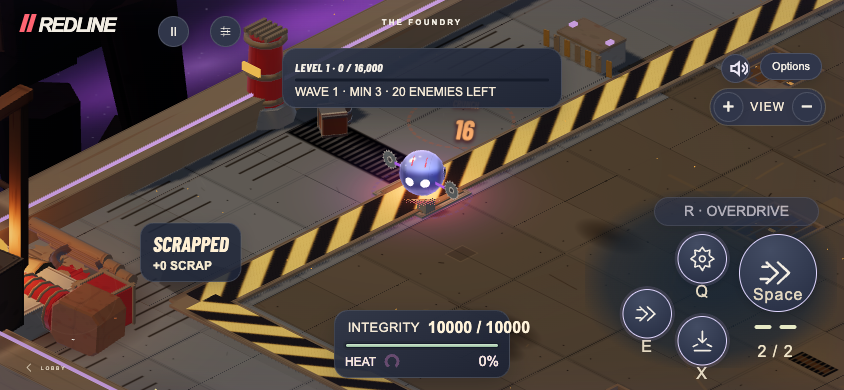 REDLINE
THE FOUNDRY
LEVEL 1 · 0 / 16,000
WAVE 1 · MIN 3 · 20 ENEMIES LEFT
Options
+ VIEW −
16
R · OVERDRIVE
SCRAPPED
+0 SCRAP
Q
Space
E
2 / 2
X
INTEGRITY 10000 / 10000
HEAT 0%
LOBBY